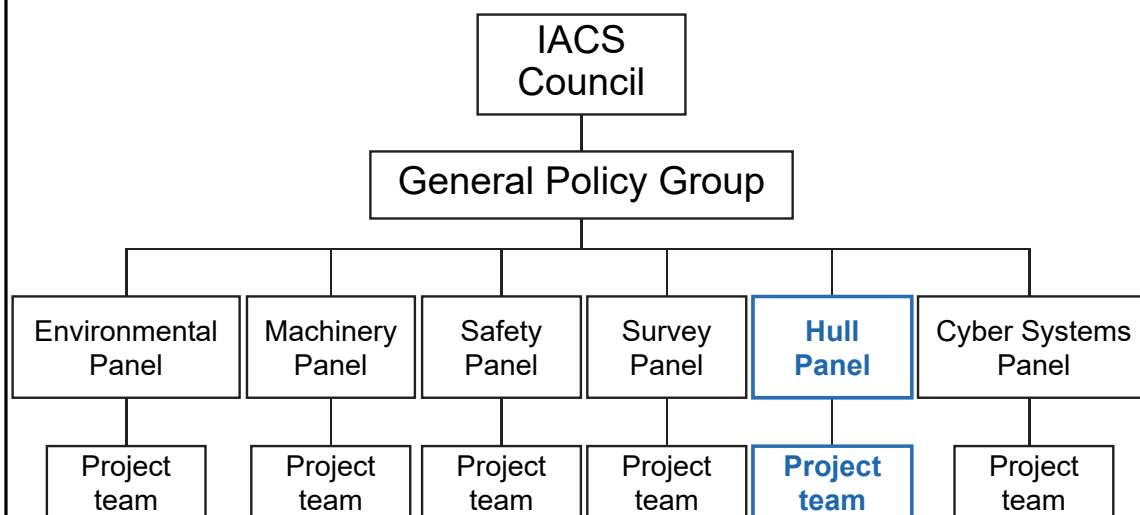 IACS
Council
General Policy Group
Environmental
Panel
Machinery
Panel
Safety
Panel
Survey
Panel
Hull
Panel
Cyber Systems
Panel
Project
team
Project
team
Project
team
Project
team
Project
team
Project
team